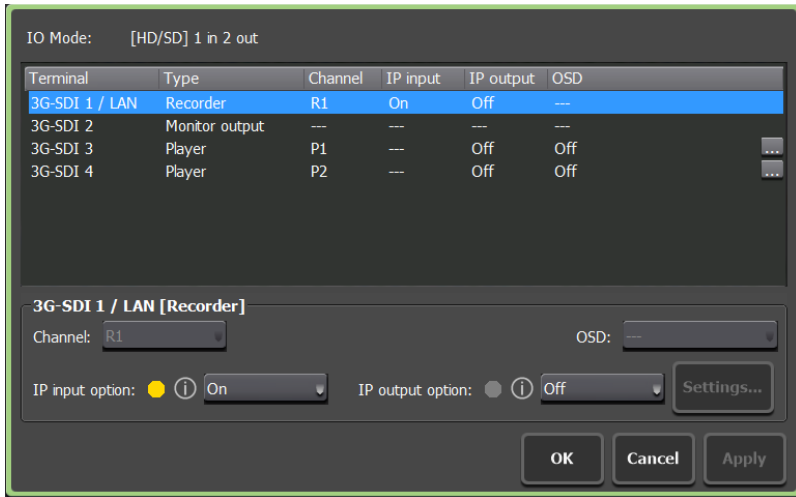 IO Mode: [HD/SD] 1 in 2 out
Terminal Type Channel IP input IP output OSD
3G-SDI 1 / LAN Recorder R1 On Off ---
3G-SDI 2 Monitor output --- --- --- ---
3G-SDI 3 Player P1 --- Off Off ...
3G-SDI 4 Player P2 --- Off Off ...
3G-SDI 1 / LAN [Recorder]
Channel: R1 OSD: ---
IP input option: On IP output option: Off Settings...
OK Cancel Apply